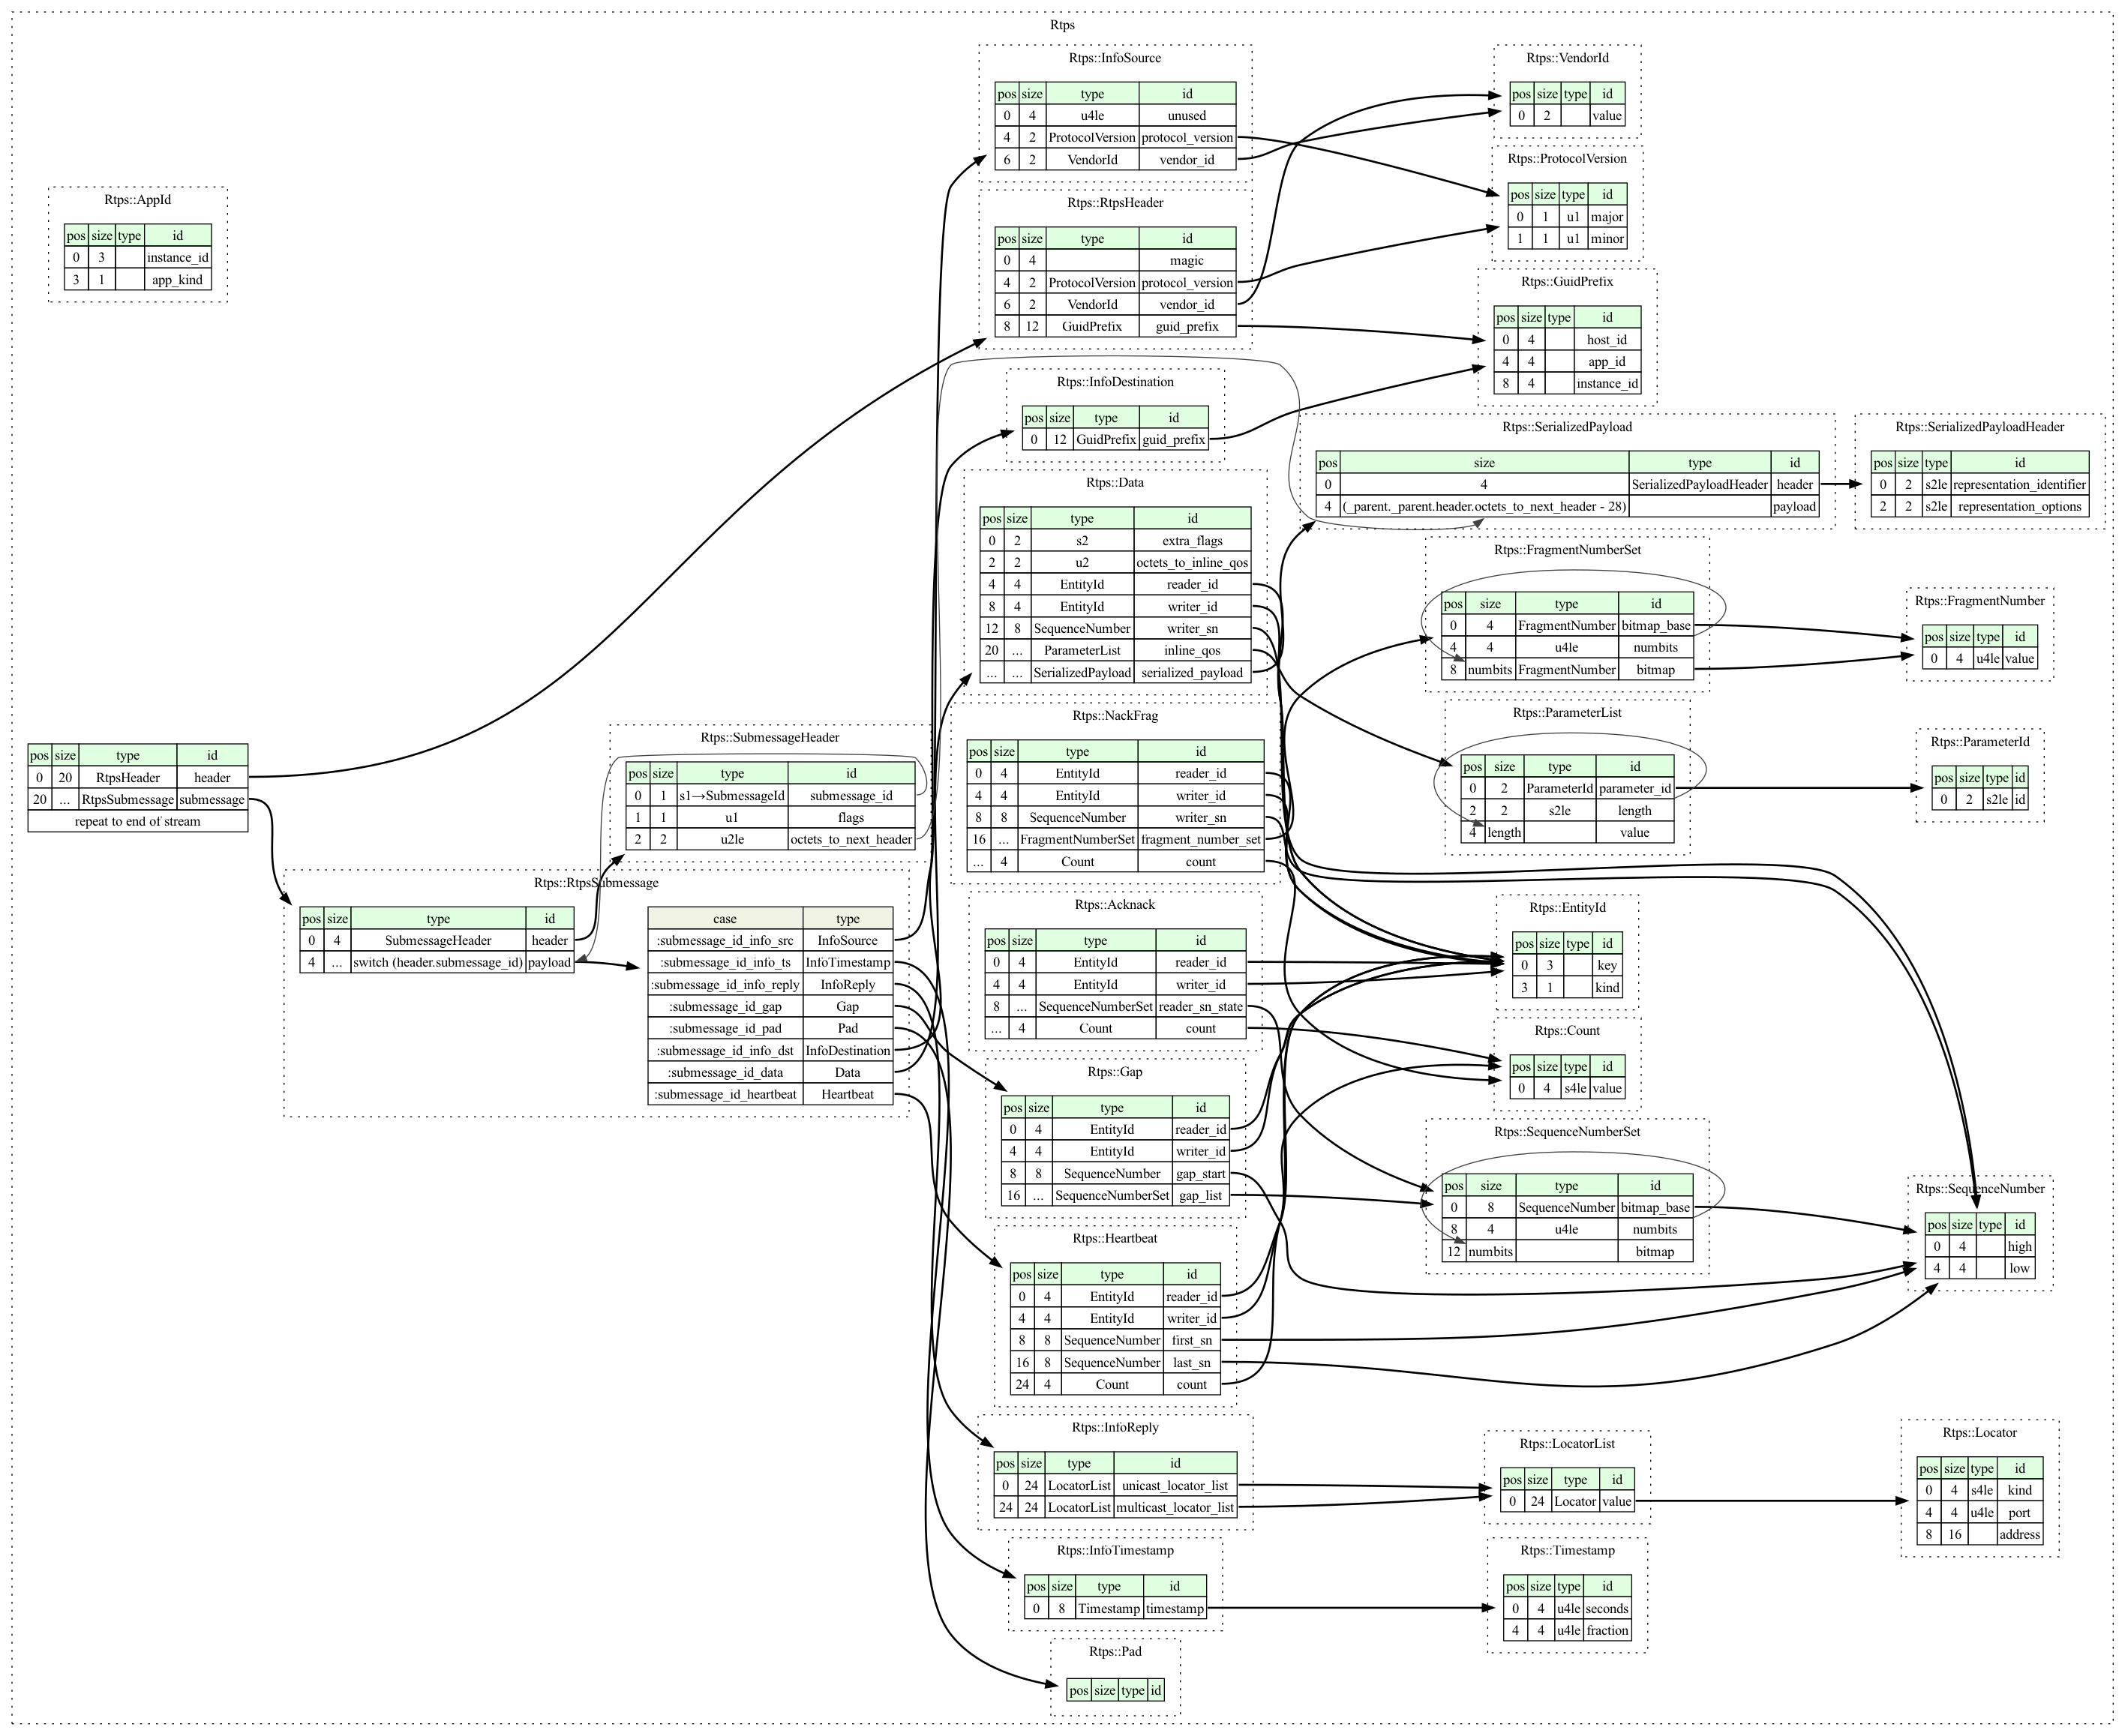 Rtps
Rtps::AppId
pos size type id
0 3 instance_id
3 1 app_kind
pos size type id
0 20 RtpsHeader header
20 ... RtpsSubmessage submessage
repeat to end of stream
Rtps::RtpsSubmessage
pos size type id
0 4 SubmessageHeader header
4 ... switch (header.submessage_id) payload
case type
:submessage_id_info_src InfoSource
:submessage_id_info_ts InfoTimestamp
:submessage_id_info_reply InfoReply
:submessage_id_gap Gap
:submessage_id_pad Pad
:submessage_id_info_dst InfoDestination
:submessage_id_data Data
:submessage_id_heartbeat Heartbeat
Rtps::SubmessageHeader
pos size type id
0 1 s1→SubmessageId submessage_id
1 1 u1 flags
2 2 u2le octets_to_next_header
Rtps::InfoSource
pos size type id
0 4 u4le unused
4 2 ProtocolVersion protocol_version
6 2 VendorId vendor_id
Rtps::RtpsHeader
pos size type id
0 4 magic
4 2 ProtocolVersion protocol_version
6 2 VendorId vendor_id
8 12 GuidPrefix guid_prefix
Rtps::InfoDestination
pos size type id
0 12 GuidPrefix guid_prefix
Rtps::Data
pos size type id
0 2 s2 extra_flags
2 2 u2 octets_to_inline_qos
4 4 EntityId reader_id
8 4 EntityId writer_id
12 8 SequenceNumber writer_sn
20 ... ParameterList inline_qos
... ... SerializedPayload serialized_payload
Rtps::NackFrag
pos size type id
0 4 EntityId reader_id
4 4 EntityId writer_id
8 8 SequenceNumber writer_sn
16 ... FragmentNumberSet fragment_number_set
... 4 Count count
Rtps::Acknack
pos size type id
0 4 EntityId reader_id
4 4 EntityId writer_id
8 ... SequenceNumberSet reader_sn_state
... 4 Count count
Rtps::Gap
pos size type id
0 4 EntityId reader_id
4 4 EntityId writer_id
8 8 SequenceNumber gap_start
16 ... SequenceNumberSet gap_list
Rtps::Heartbeat
pos size type id
0 4 EntityId reader_id
4 4 EntityId writer_id
8 8 SequenceNumber first_sn
16 8 SequenceNumber last_sn
24 4 Count count
Rtps::InfoReply
pos size type id
0 24 LocatorList unicast_locator_list
24 24 LocatorList multicast_locator_list
Rtps::InfoTimestamp
pos size type id
0 8 Timestamp timestamp
Rtps::Pad
pos size type id
Rtps::VendorId
pos size type id
0 2 value
Rtps::ProtocolVersion
pos size type id
0 1 u1 major
1 1 u1 minor
Rtps::GuidPrefix
pos size type id
0 4 host_id
4 4 app_id
8 4 instance_id
Rtps::SerializedPayload
pos size type id
0 4 SerializedPayloadHeader header
4 (_parent._parent.header.octets_to_next_header - 28) payload
Rtps::SerializedPayloadHeader
pos size type id
0 2 s2le representation_identifier
2 2 s2le representation_options
Rtps::FragmentNumberSet
pos size type id
0 4 FragmentNumber bitmap_base
4 4 u4le numbits
8 numbits FragmentNumber bitmap
Rtps::FragmentNumber
pos size type id
0 4 u4le value
Rtps::ParameterList
pos size type id
0 2 ParameterId parameter_id
2 2 s2le length
4 length value
Rtps::ParameterId
pos size type id
0 2 s2le id
Rtps::EntityId
pos size type id
0 3 key
3 1 kind
Rtps::Count
pos size type id
0 4 s4le value
Rtps::SequenceNumberSet
pos size type id
0 8 SequenceNumber bitmap_base
8 4 u4le numbits
12 numbits bitmap
Rtps::SequenceNumber
pos size type id
0 4 high
4 4 low
Rtps::LocatorList
pos size type id
0 24 Locator value
Rtps::Locator
pos size type id
0 4 s4le kind
4 4 u4le port
8 16 address
Rtps::Timestamp
pos size type id
0 4 u4le seconds
4 4 u4le fraction